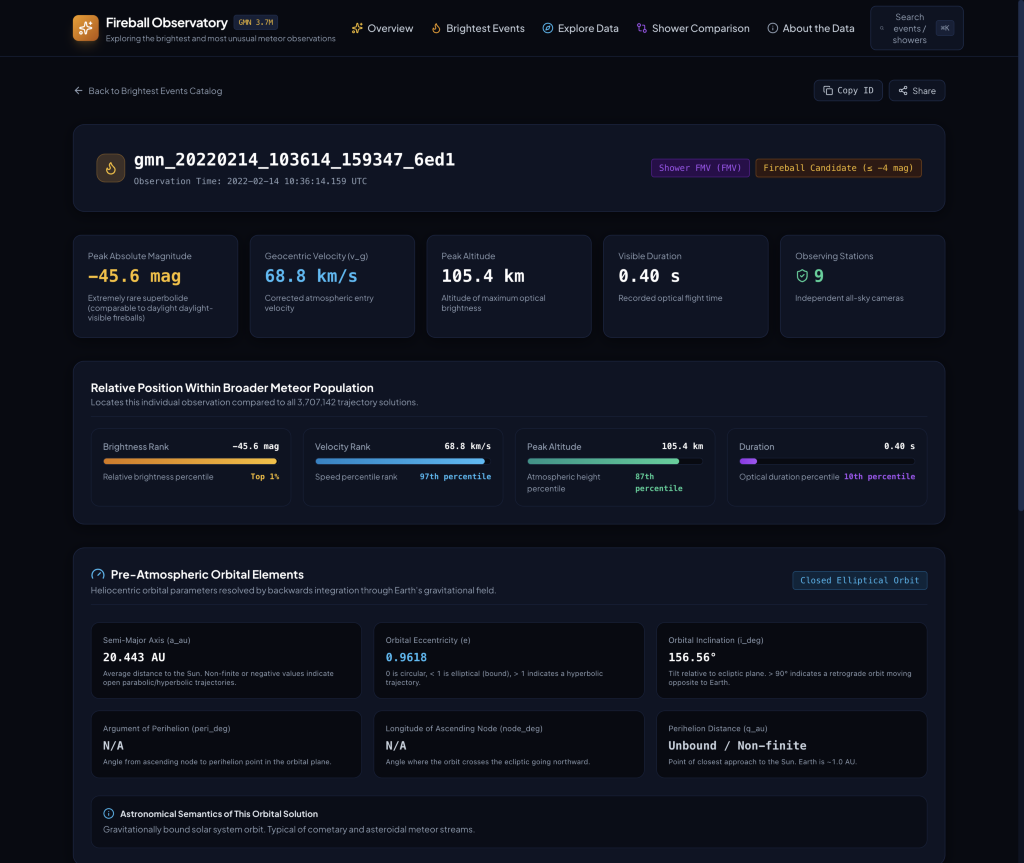 Fireball Observatory GMN 3.7M
Exploring the brightest and most unusual meteor observations
Overview
Brightest Events
Explore Data
Shower Comparison
About the Data
Search
events /
showers
⌘K
Back to Brightest Events Catalog
Copy ID
Share
gmn_20220214_103614_159347_6ed1
Observation Time: 2022-02-14 10:36:14.159 UTC
Shower FMV (FMV)
Fireball Candidate (≤ −4 mag)
Peak Absolute Magnitude
−45.6 mag
Extremely rare superbolide
(comparable to daylight daylight-
visible fireballs)
Geocentric Velocity (v_g)
68.8 km/s
Corrected atmospheric entry
velocity
Peak Altitude
105.4 km
Altitude of maximum optical
brightness
Visible Duration
0.40 s
Recorded optical flight time
Observing Stations
9
Independent all-sky cameras
Relative Position Within Broader Meteor Population
Locates this individual observation compared to all 3,707,142 trajectory solutions.
Brightness Rank −45.6 mag
Relative brightness percentile Top 1%
Velocity Rank 68.8 km/s
Speed percentile rank 97th percentile
Peak Altitude 105.4 km
Atmospheric height
percentile
87th
percentile
Duration 0.40 s
Optical duration percentile 10th percentile
Pre-Atmospheric Orbital Elements
Heliocentric orbital parameters resolved by backwards integration through Earth's gravitational field.
Closed Elliptical Orbit
Semi-Major Axis (a_au)
20.443 AU
Average distance to the Sun. Non-finite or negative values indicate
open parabolic/hyperbolic trajectories.
Orbital Eccentricity (e)
0.9618
0 is circular, < 1 is elliptical (bound), > 1 indicates a hyperbolic
trajectory.
Orbital Inclination (i_deg)
156.56°
Tilt relative to ecliptic plane. > 90° indicates a retrograde orbit moving
opposite to Earth.
Argument of Perihelion (peri_deg)
N/A
Angle from ascending node to perihelion point in the orbital plane.
Longitude of Ascending Node (node_deg)
N/A
Angle where the orbit crosses the ecliptic going northward.
Perihelion Distance (q_au)
Unbound / Non-finite
Point of closest approach to the Sun. Earth is ~1.0 AU.
Astronomical Semantics of This Orbital Solution
Gravitationally bound solar system orbit. Typical of cometary and asteroidal meteor streams.